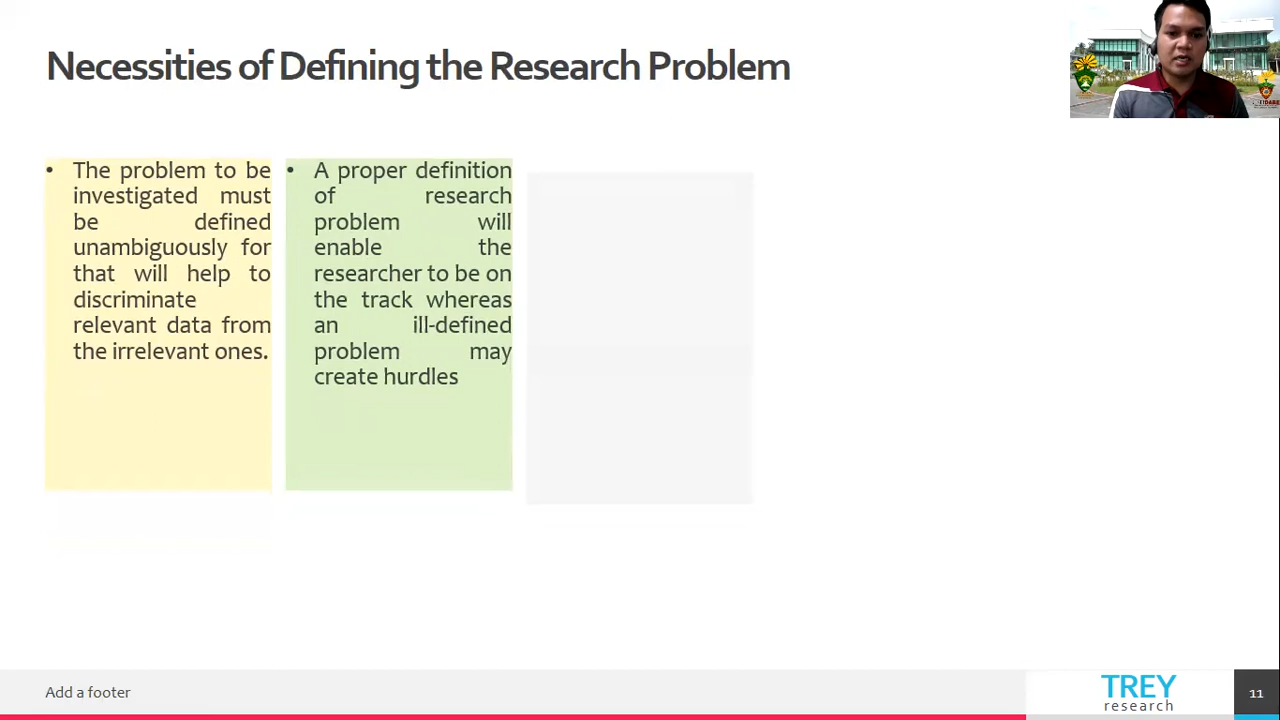 Necessities of Defining the Research Problem
• The problem to be
investigated must
be defined
unambiguously for
that will help to
discriminate
relevant data from
the irrelevant ones.
• A proper definition
of research
problem will
enable the
researcher to be on
the track whereas
an ill-defined
problem may
create hurdles
Add a footer
TREY
research
11